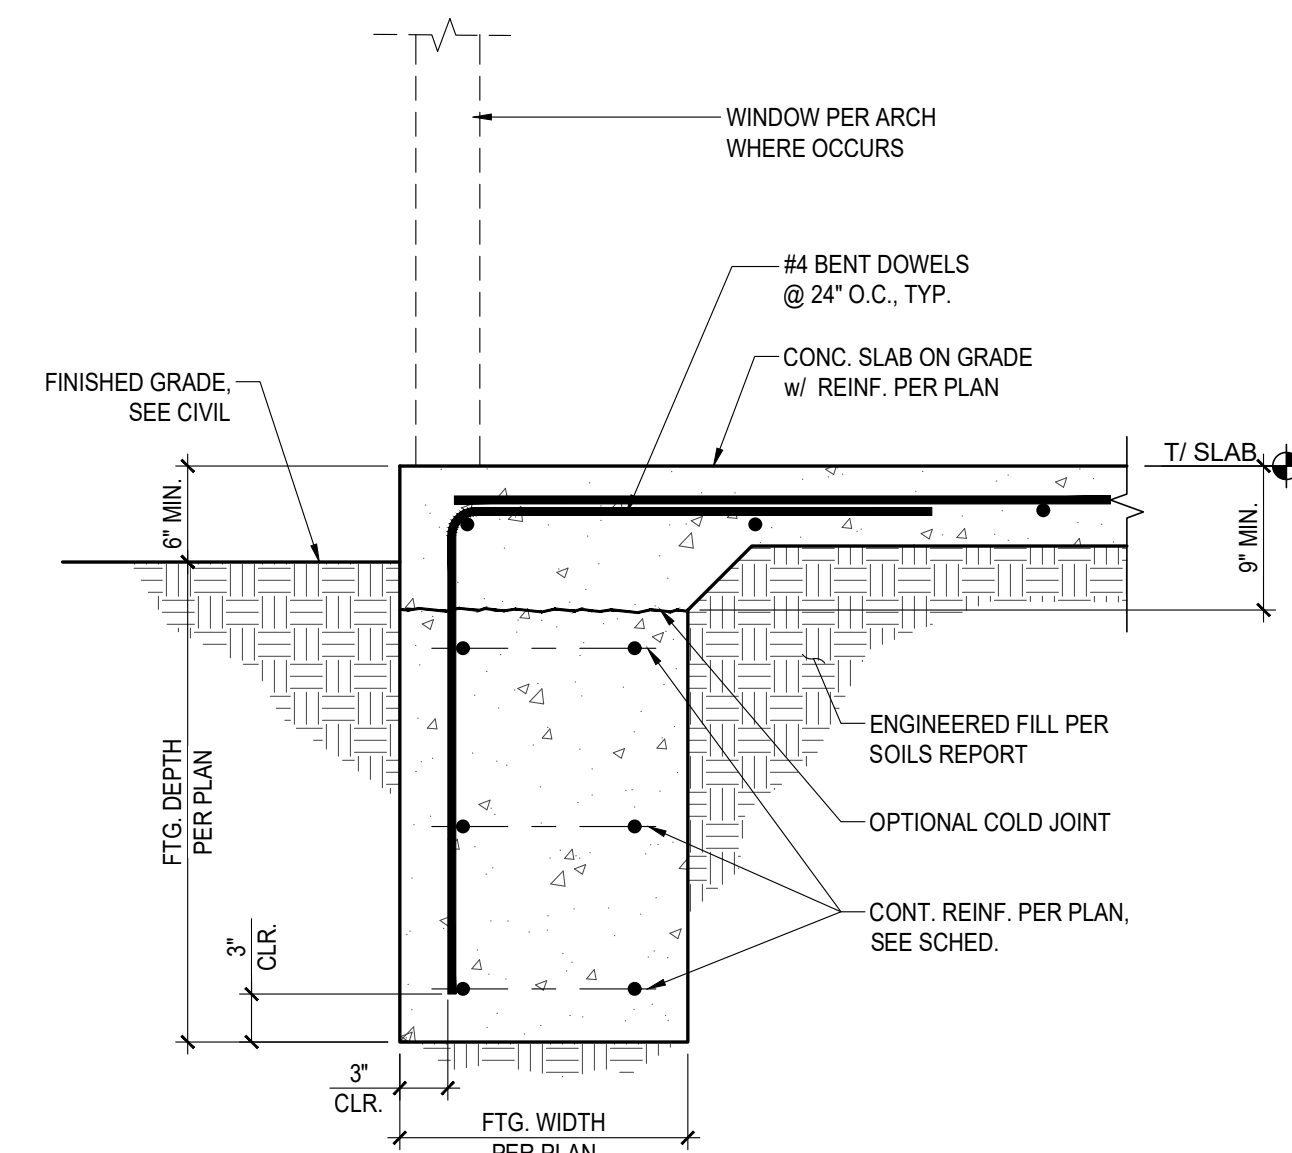 WINDOW PER ARCH
WHERE OCCURS
#4 BENT DOWELS
@ 24" O.C., TYP.
CONC. SLAB ON GRADE
w/ REINF. PER PLAN
FINISHED GRADE,
SEE CIVIL
T/ SLAB
6" MIN.
9" MIN.
ENGINEERED FILL PER
SOILS REPORT
FTG. DEPTH
PER PLAN
OPTIONAL COLD JOINT
CONT. REINF. PER PLAN,
SEE SCHED.
3"
CLR.
3"
CLR.
FTG. WIDTH
PER PLAN